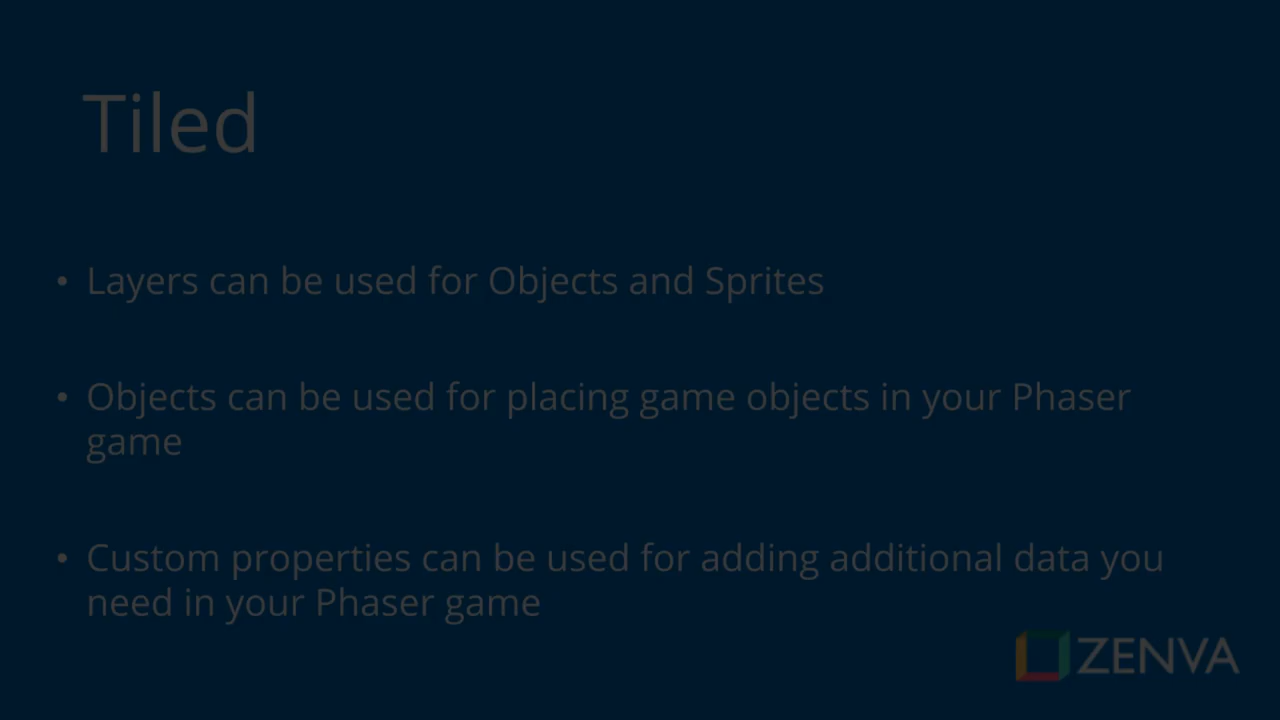 Tiled
• Layers can be used for Objects and Sprites
• Objects can be used for placing game objects in your Phaser
game
• Custom properties can be used for adding additional data you
need in your Phaser game
ZENVA